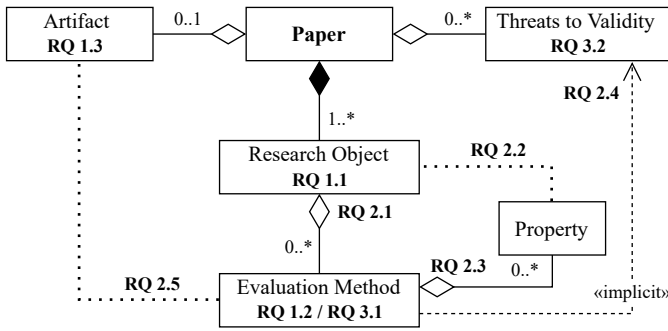 Artifact
RQ 1.3
0..1
Paper
0..*
Threats to Validity
RQ 3.2
RQ 2.4
1..*
Research Object
RQ 1.1
RQ 2.2
RQ 2.1
Property
0..*
RQ 2.3
0..*
RQ 2.5
Evaluation Method
RQ 1.2 / RQ 3.1
«implicit»